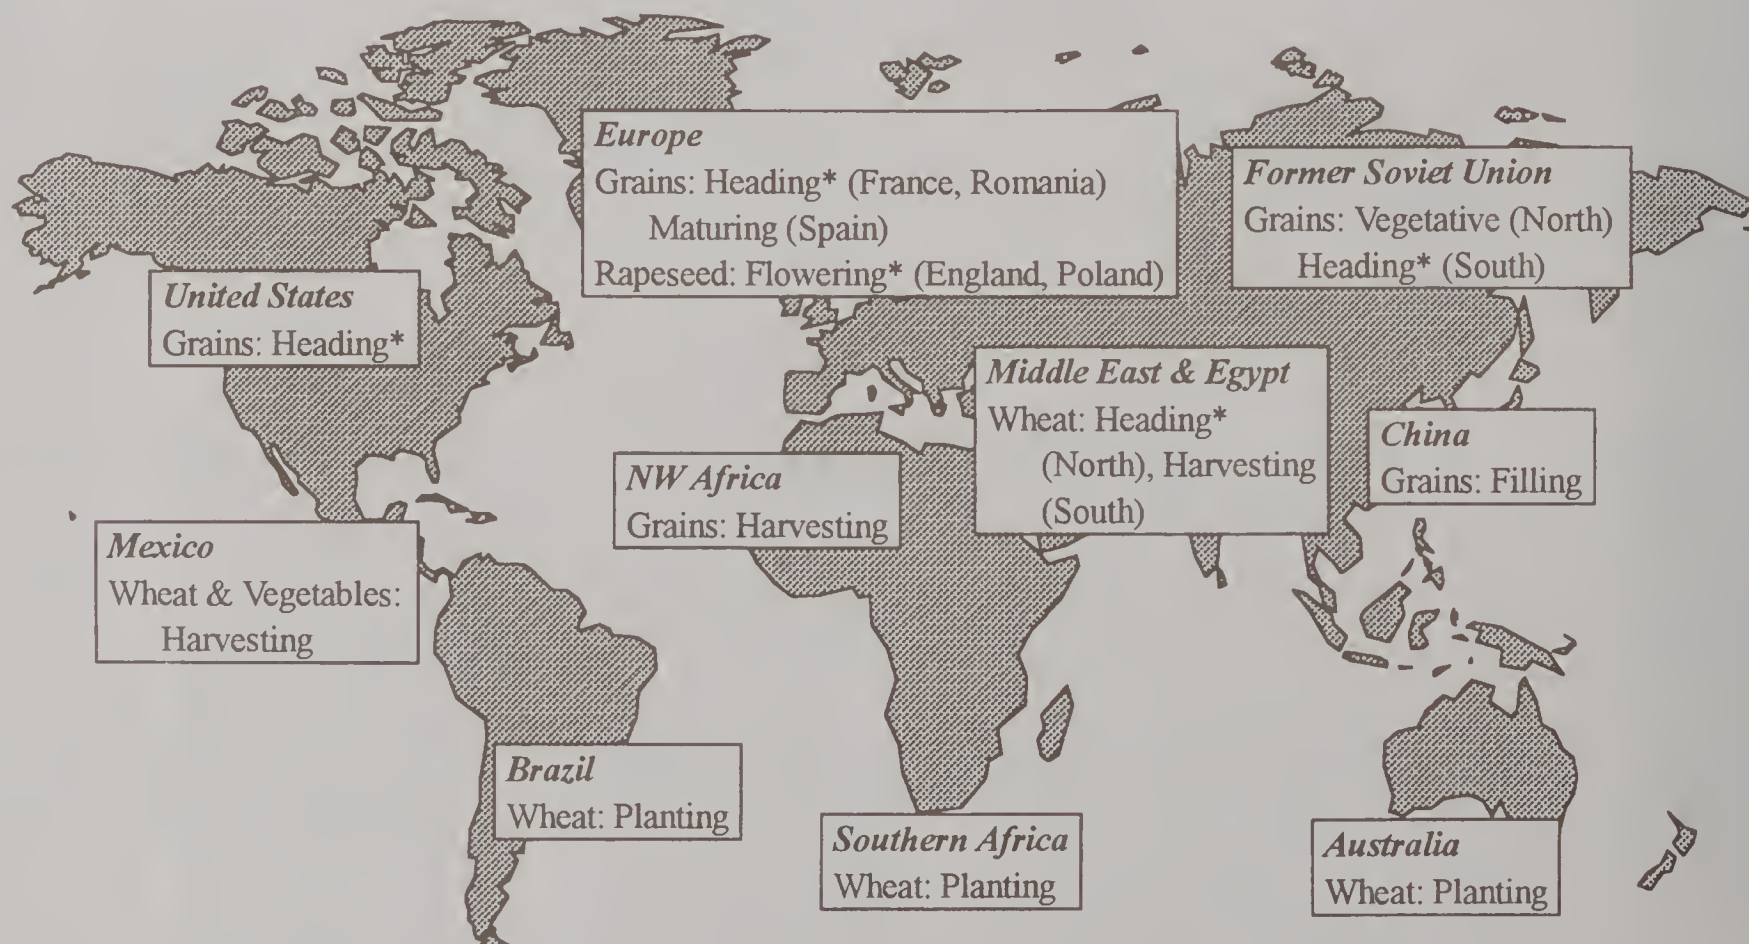 Europe
Grains: Heading* (France, Romania)
Maturing (Spain)
Rapeseed: Flowering* (England, Poland)
Former Soviet Union
Grains: Vegetative (North)
Heading* (South)
United States
Grains: Heading*
Middle East & Egypt
Wheat: Heading*
(North), Harvesting
(South)
China
Grains: Filling
NW Africa
Grains: Harvesting
Mexico
Wheat & Vegetables:
Harvesting
Brazil
Wheat: Planting
Southern Africa
Wheat: Planting
Australia
Wheat: Planting